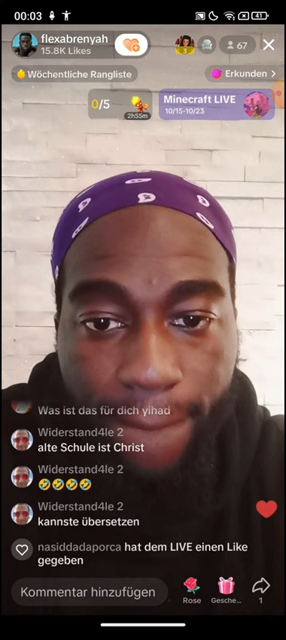 00:03
41
flexabrenyah
15.8K Likes
67
Wöchentliche Rangliste
Erkunden >
0/5
2h55m
Minecraft LIVE
10/15-10/23
Was ist das für dich yihad
Widerstand4le 2
alte Schule ist Christ
Widerstand4le 2
🤣🤣🤣🤣
Widerstand4le 2
kannste übersetzen
nasiddadaporca hat dem LIVE einen Like
gegeben
Kommentar hinzufügen
Rose
Gesche...
1